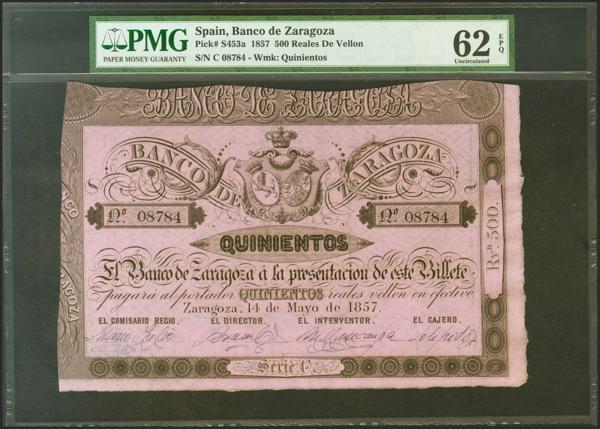 PMG
PAPER MONEY GUARANTY
Spain, Banco de Zaragoza
Pick# S453a 1857 500 Reales De Vellon
S/N C 08784 - Wmk: Quinientos
62 EPQ
Uncirculated
BANCO DE ZARAGOZA
BANCO DE ZARAGOZA
Nº 08784
Nº 08784
QUINIENTOS
El Banco de Zaragoza á la presentacion de este Billete
pagará al portador QUINIENTOS reales vellon en efectivo
Zaragoza, 14 de Mayo de 1857.
EL COMISARIO REGIO. EL DIRECTOR. EL INTERVENTOR. EL CAJERO.
Série C
Rs. Vn. 500.